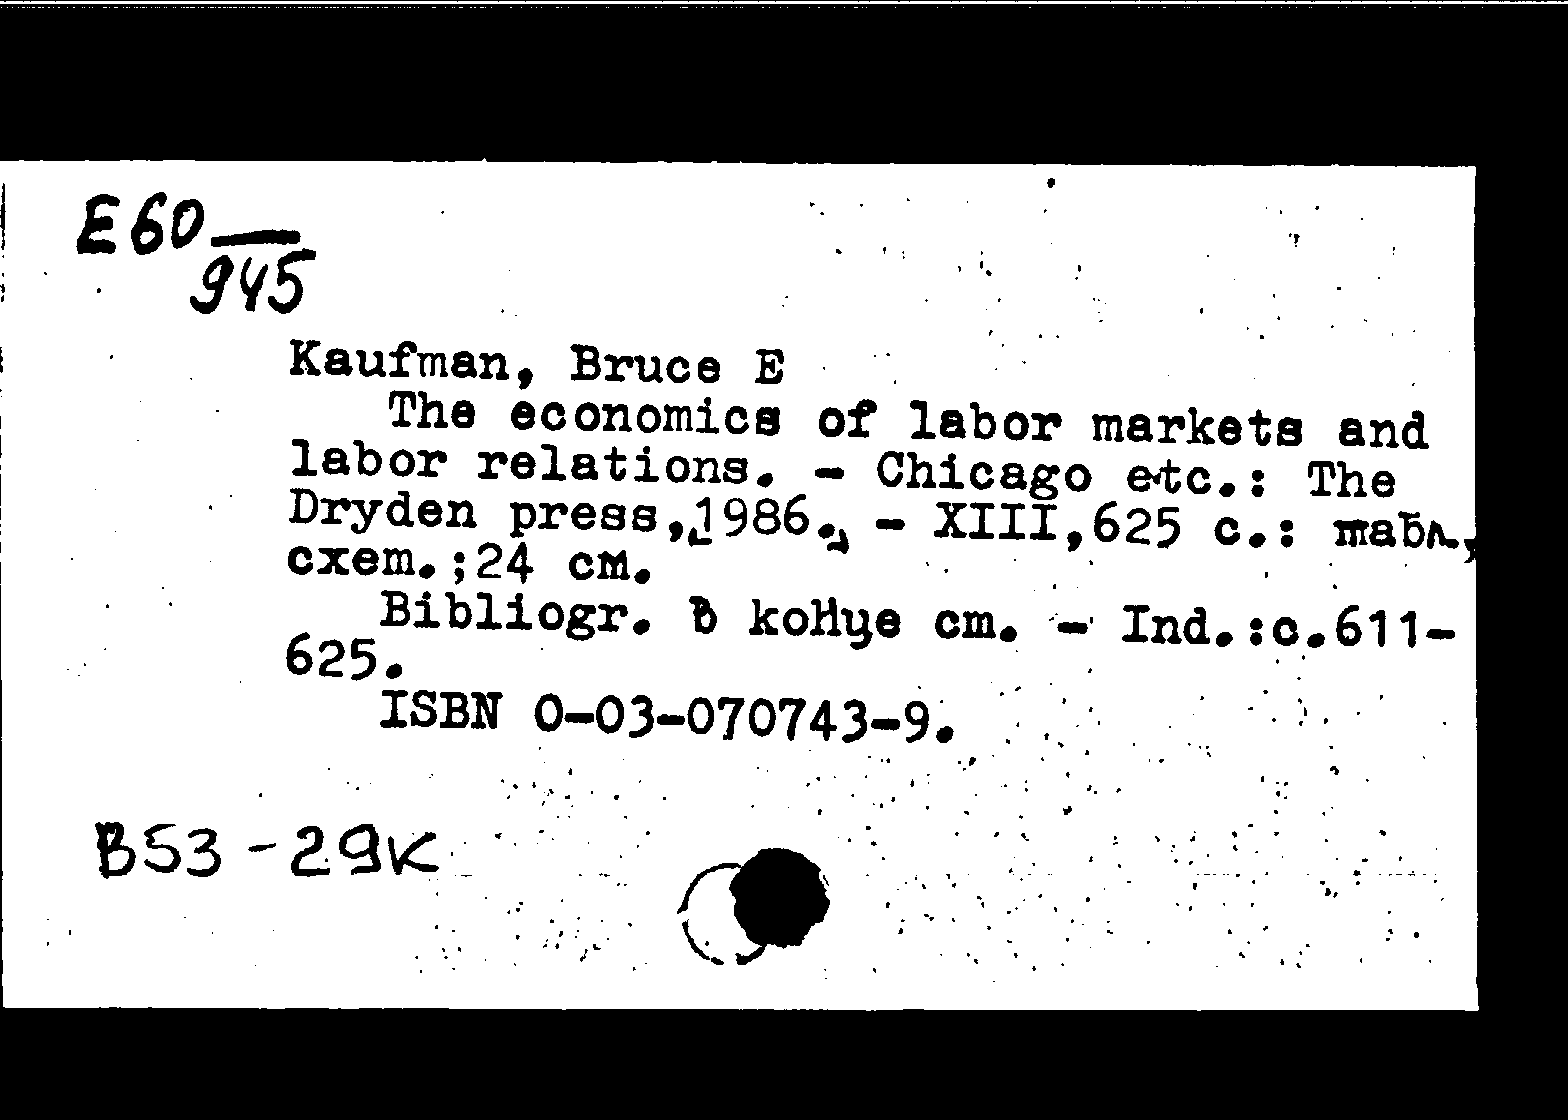 E60
945
Kaufman, Bruce E
The economics of labor markets and
labor relations. - Chicago etc.: The
Dryden press,[1986.] - XIII,625 с.: табл.,
схем.;24 см.
Bibliogr. в конце ст. - Ind.:с.611-
625.
ISBN 0-03-070743-9.
B53-29K